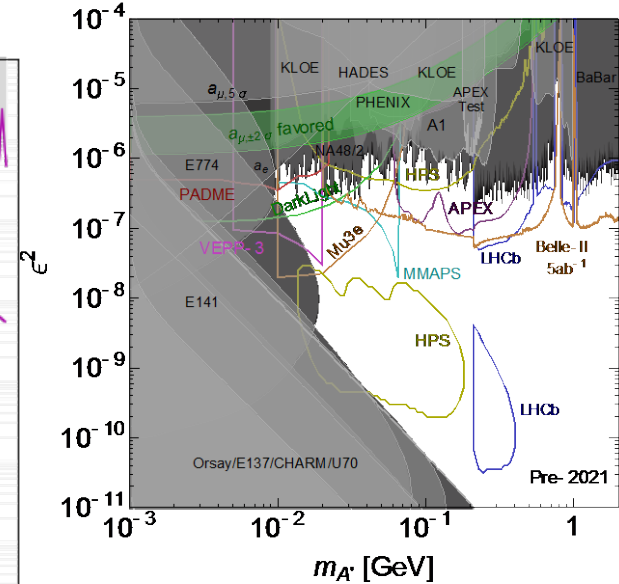 10⁻⁴
10⁻⁵
10⁻⁶
10⁻⁷
10⁻⁸
10⁻⁹
10⁻¹⁰
10⁻¹¹
ϵ²
KLOE
HADES
KLOE
KLOE
BaBar
a_μ,5 σ
PHENIX
APEX
Test
a_μ,±2 σ favored
A1
NA48/2
E774
a_e
HPS
PADME
DarkLight
APEX
VEPP-3
Mu3e
LHCb
Belle-II
5ab⁻¹
MMAPS
E141
HPS
LHCb
Orsay/E137/CHARM/U70
Pre-2021
10⁻³
10⁻²
10⁻¹
1
m_A' [GeV]